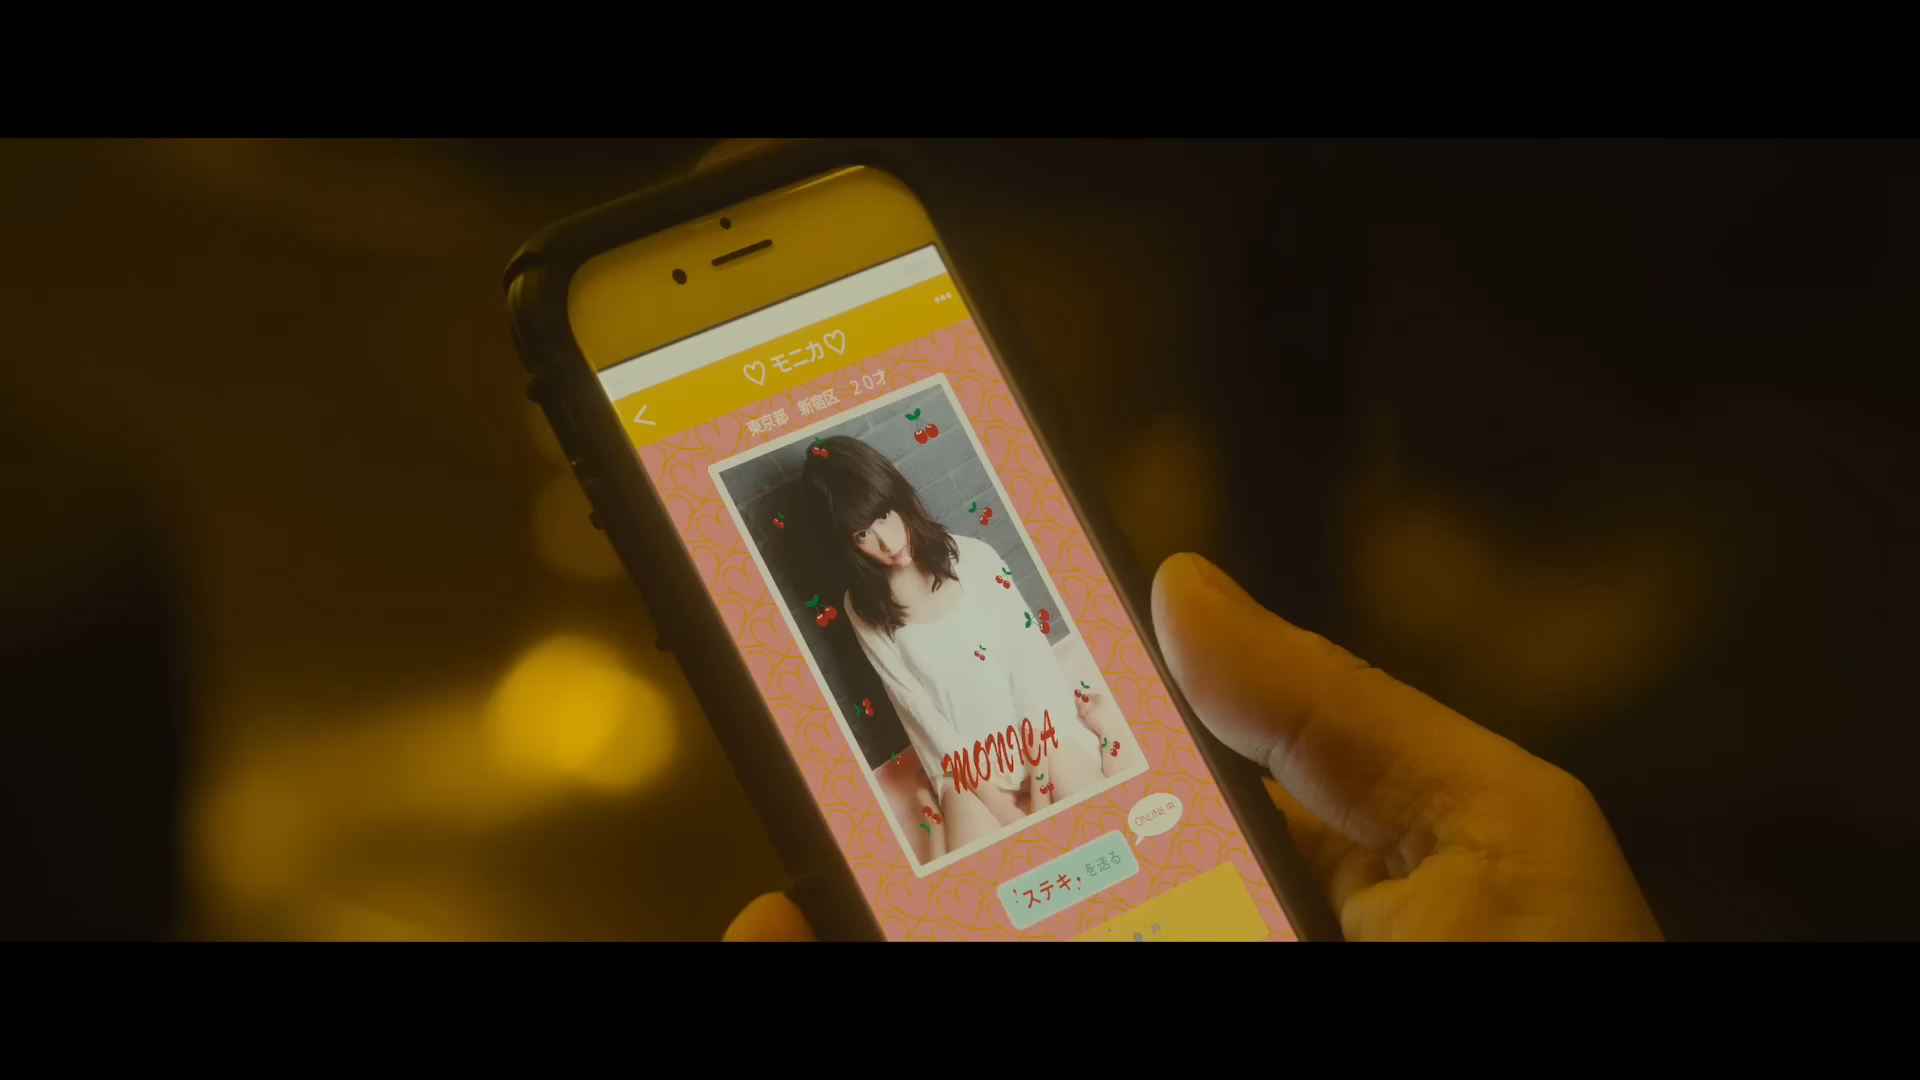 ♡ モニカ♡
東京都 新宿区 20才
MONICA
ONLINE 中
ステキ を送る